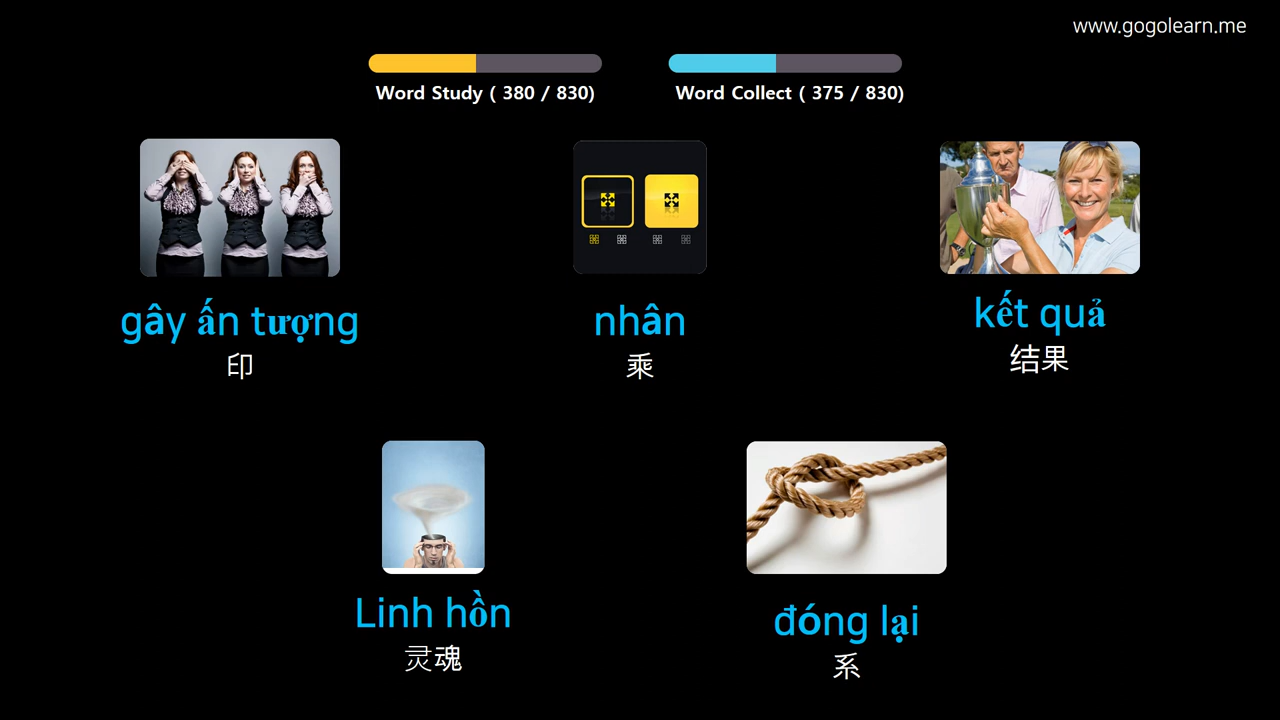 www.gogolearn.me
Word Study ( 380 / 830)
Word Collect ( 375 / 830)
gây ấn tượng
印
nhân
乘
kết quả
结果
Linh hồn
灵魂
đóng lại
系